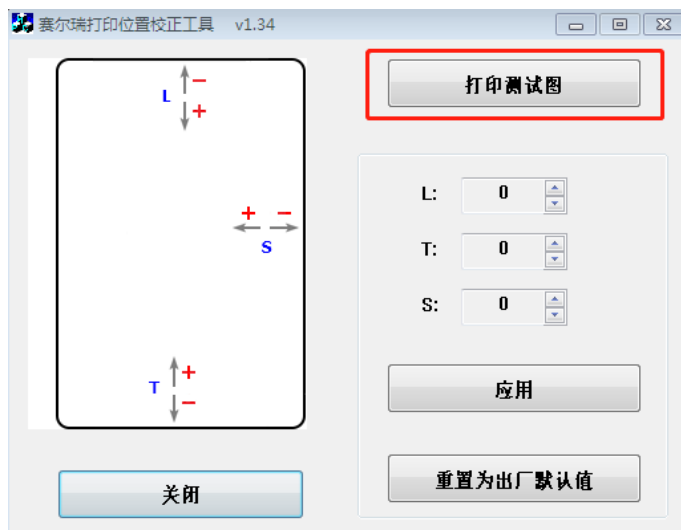 赛尔瑞打印位置校正工具 v1.34
打印测试图
L
−
+
L: 0
+ −
S
T: 0
S: 0
T
+
−
应用
关闭
重置为出厂默认值